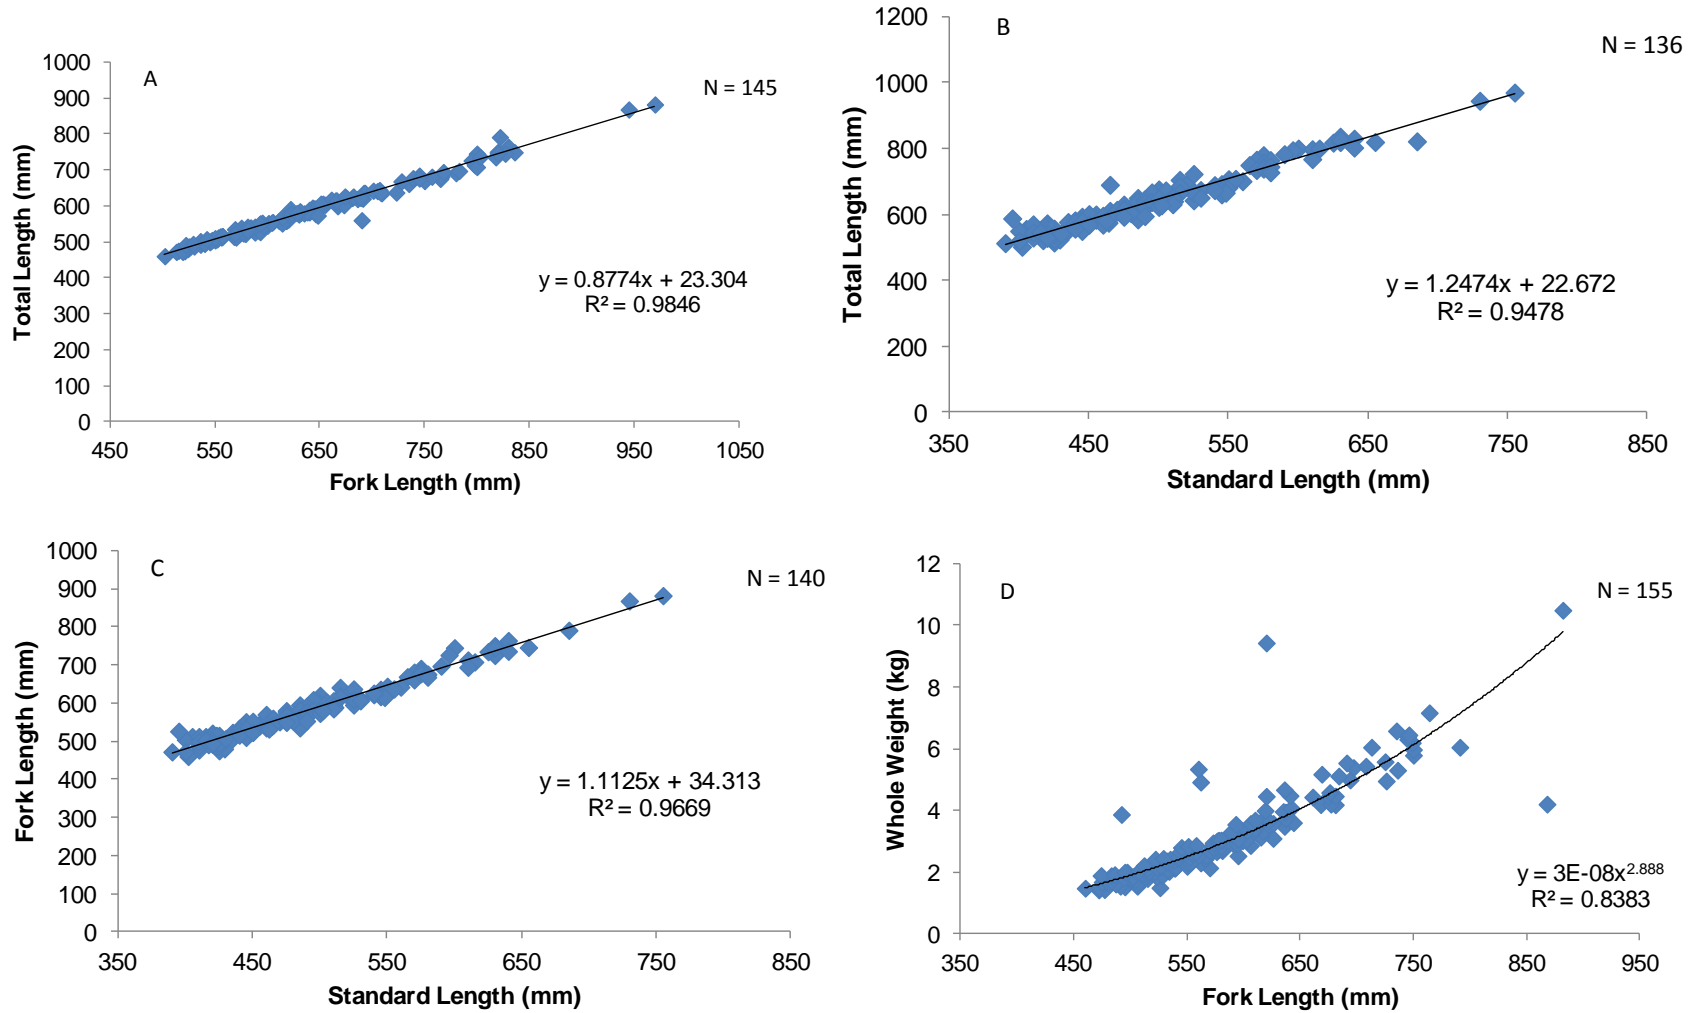 A
N = 145
Total Length (mm)
1000
900
800
700
600
500
400
300
200
100
0
y = 0.8774x + 23.304
R² = 0.9846
450 550 650 750 850 950 1050
Fork Length (mm)
B
N = 136
Total Length (mm)
1200
1000
800
600
400
200
0
y = 1.2474x + 22.672
R² = 0.9478
350 450 550 650 750 850
Standard Length (mm)
C
N = 140
Fork Length (mm)
1000
900
800
700
600
500
400
300
200
100
0
y = 1.1125x + 34.313
R² = 0.9669
350 450 550 650 750 850
Standard Length (mm)
D
N = 155
Whole Weight (kg)
12
10
8
6
4
2
0
y = 3E-08x^2.888
R² = 0.8383
350 450 550 650 750 850 950
Fork Length (mm)